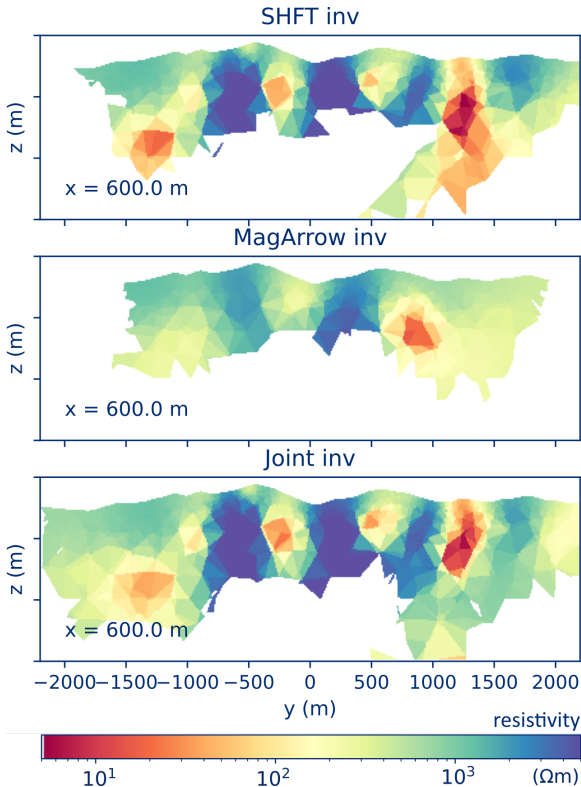 SHFT inv
z (m)
x = 600.0 m
MagArrow inv
z (m)
x = 600.0 m
Joint inv
z (m)
x = 600.0 m
−2000 −1500 −1000 −500 0 500 1000 1500 2000
y (m)
resistivity
10¹ 10² 10³ (Ωm)